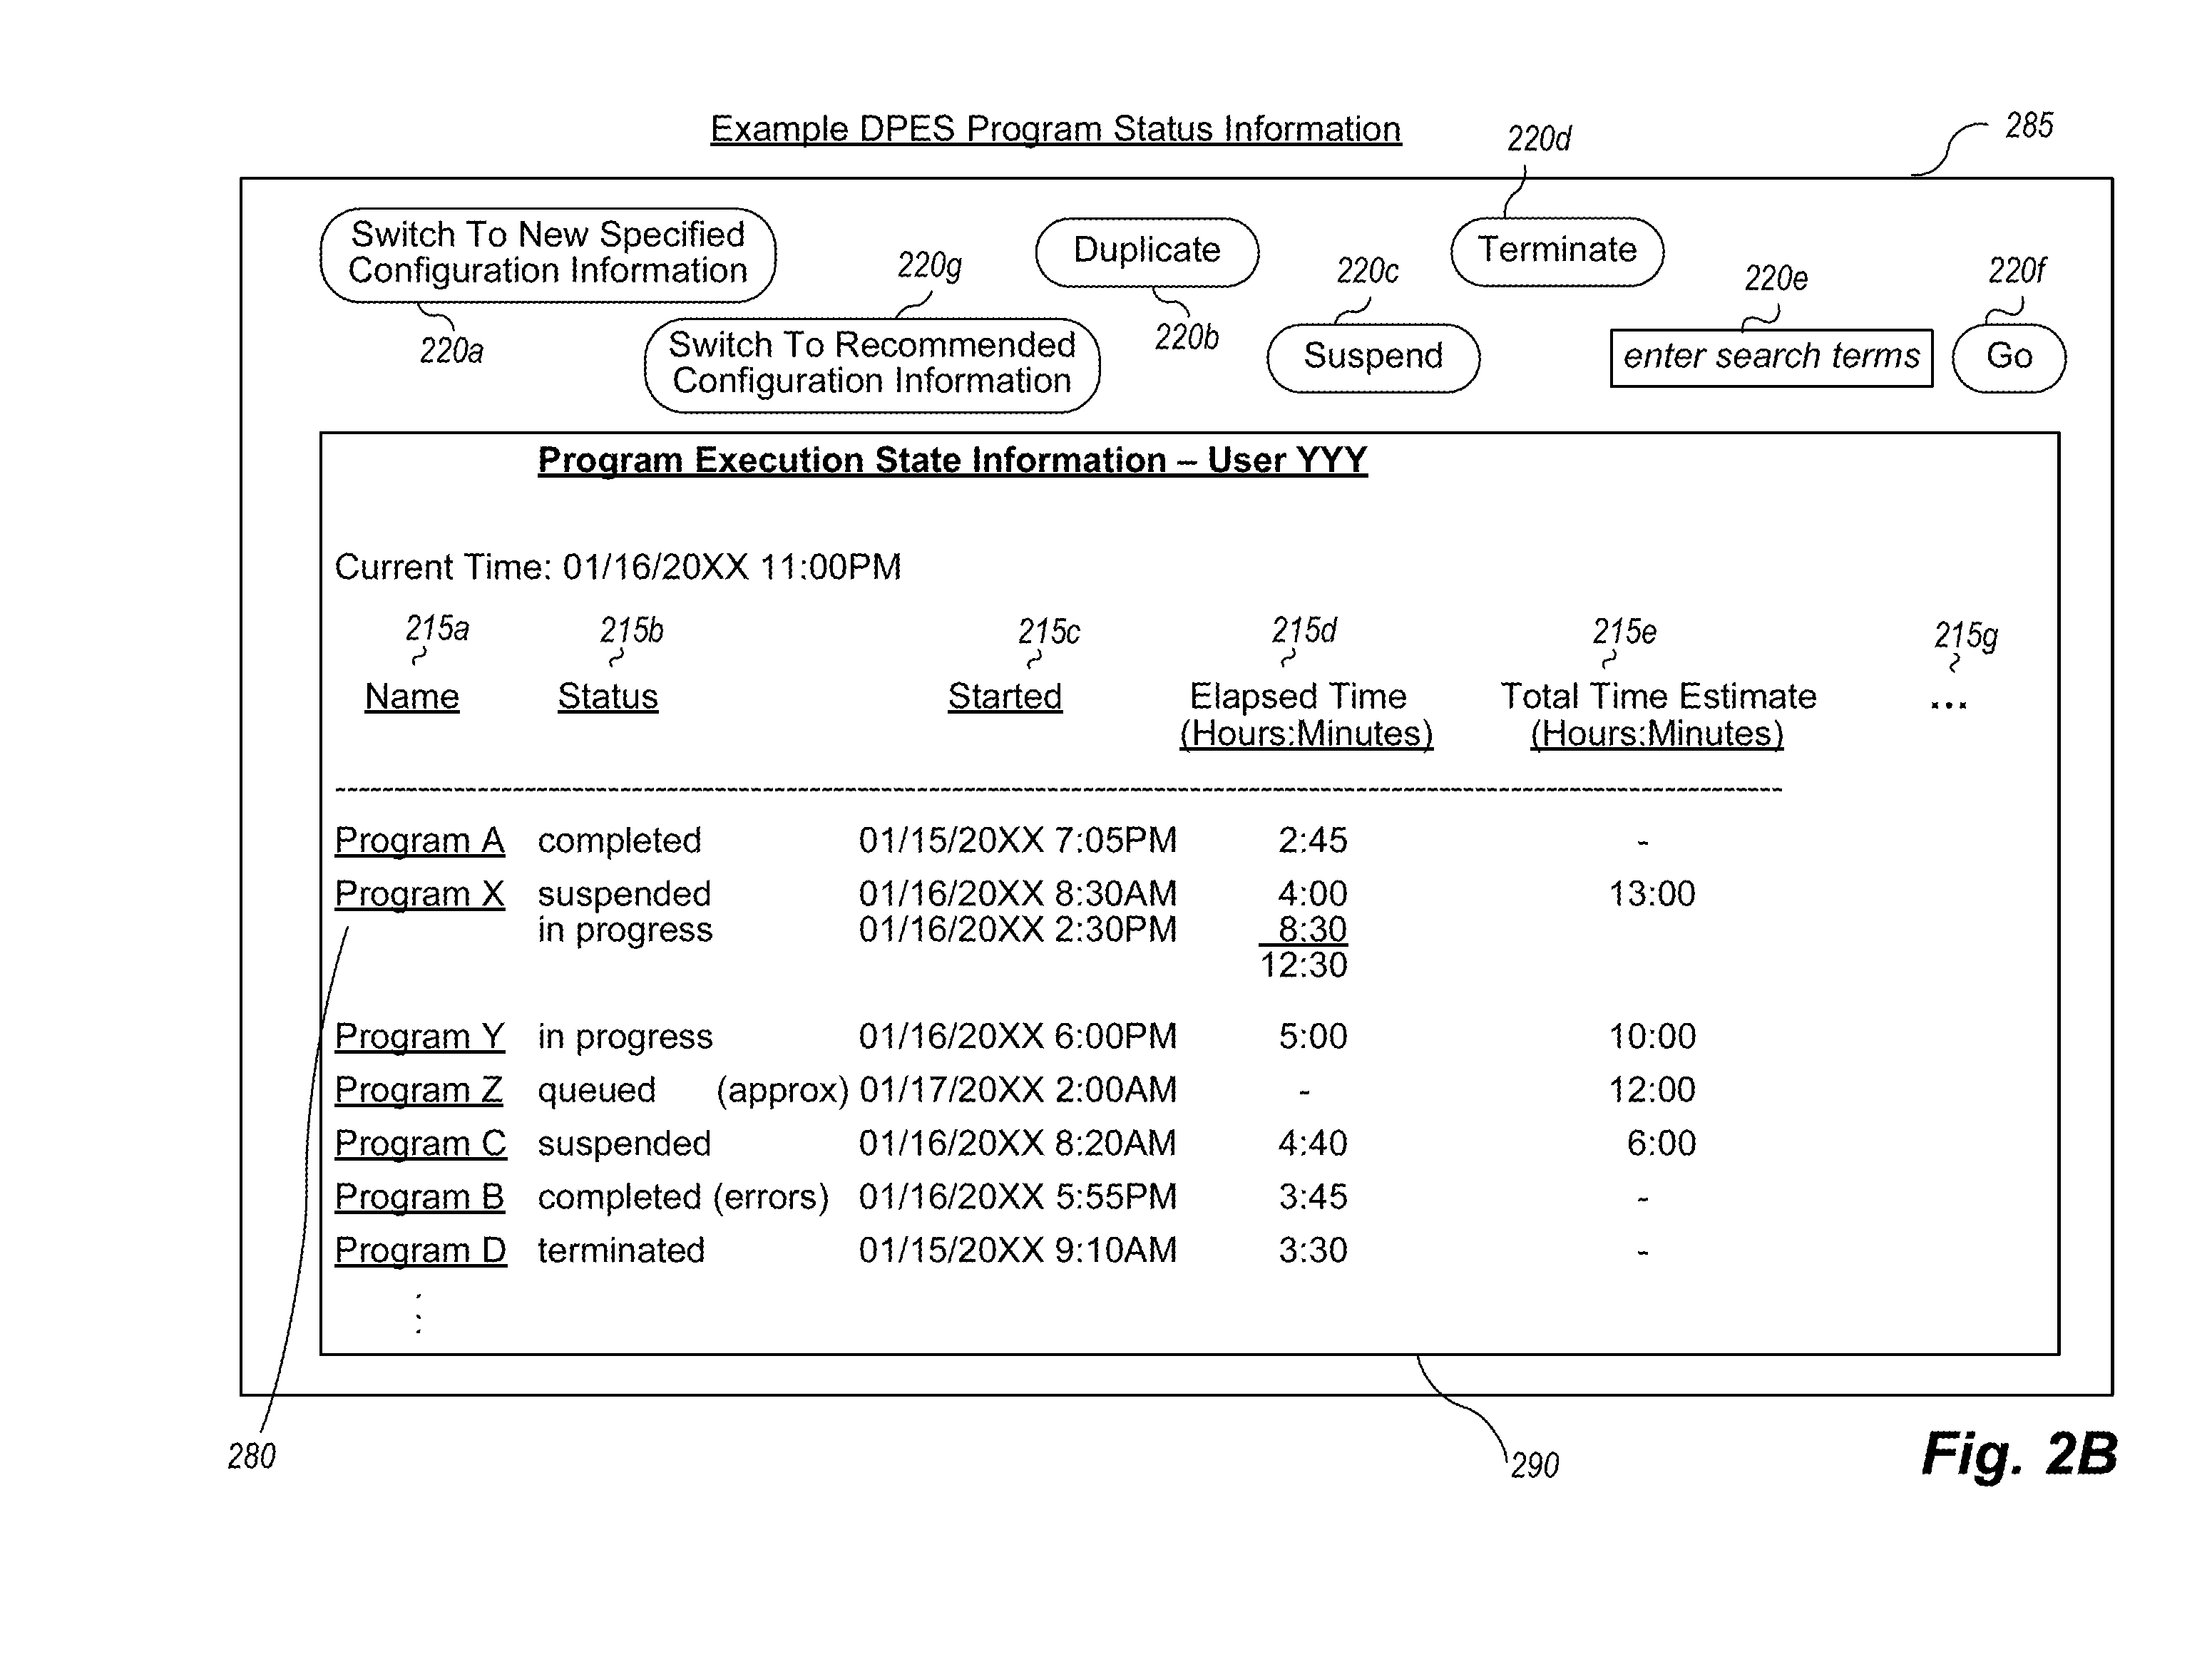 Example DPES Program Status Information
285
220d
Switch To New Specified
Configuration Information
220a
220g
Switch To Recommended
Configuration Information
Duplicate
220b
220c
Suspend
Terminate
220e
enter search terms
220f
Go
Program Execution State Information – User YYY
Current Time: 01/16/20XX 11:00PM
215a 215b 215c 215d 215e 215g
Name Status Started Elapsed Time Total Time Estimate ...
(Hours:Minutes) (Hours:Minutes)
--------------------------------------------------------------------------------
Program A completed 01/15/20XX 7:05PM 2:45 -
Program X suspended 01/16/20XX 8:30AM 4:00 13:00
in progress 01/16/20XX 2:30PM 8:30
12:30
Program Y in progress 01/16/20XX 6:00PM 5:00 10:00
Program Z queued (approx) 01/17/20XX 2:00AM - 12:00
Program C suspended 01/16/20XX 8:20AM 4:40 6:00
Program B completed (errors) 01/16/20XX 5:55PM 3:45 -
Program D terminated 01/15/20XX 9:10AM 3:30 -
280
290
Fig. 2B